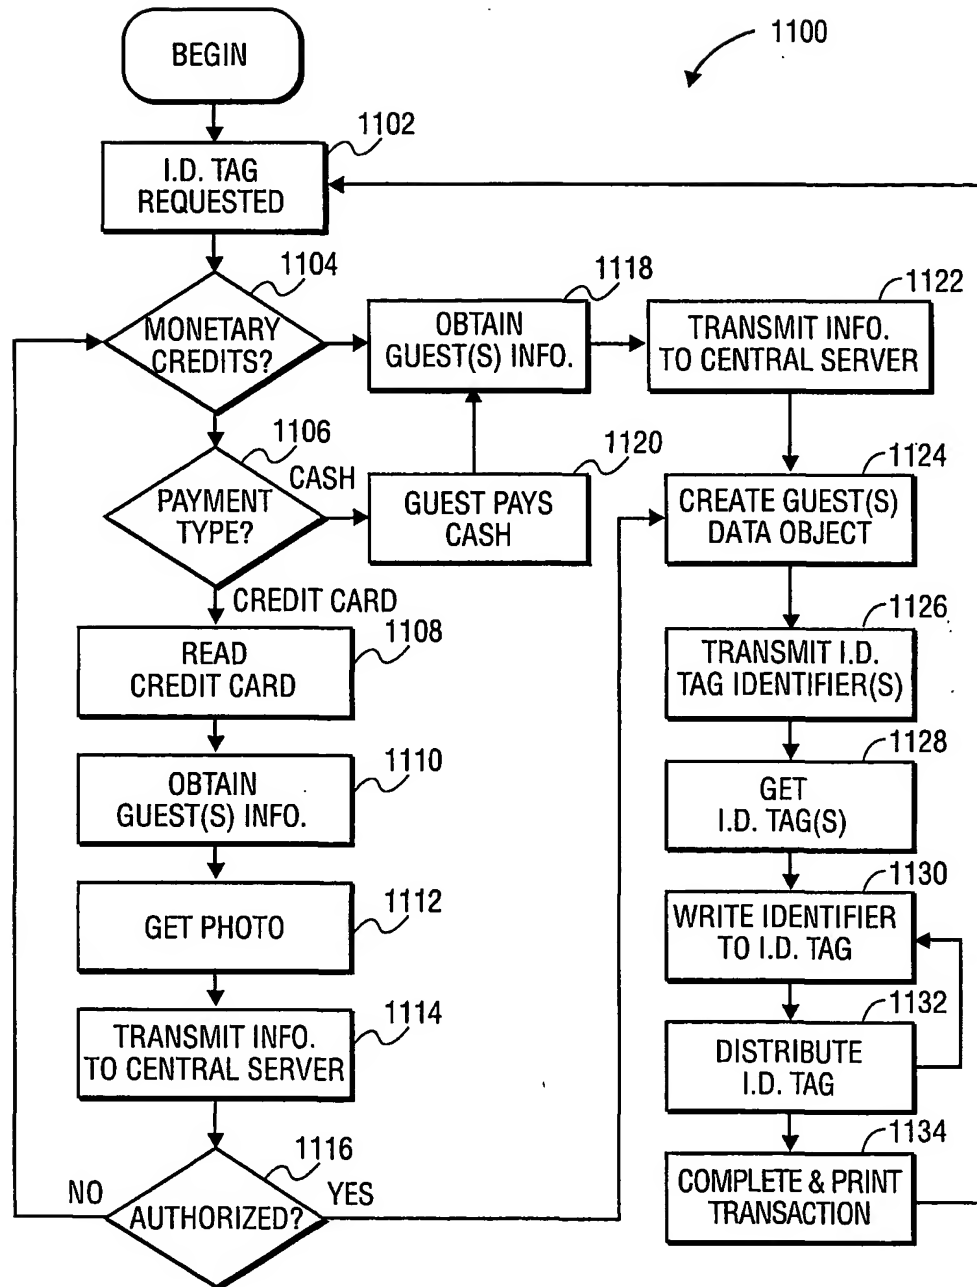 BEGIN
1100
1102
I.D. TAG
REQUESTED
1104
MONETARY
CREDITS?
1118
OBTAIN
GUEST(S) INFO.
1122
TRANSMIT INFO.
TO CENTRAL SERVER
1106
PAYMENT
TYPE?
CASH
1120
GUEST PAYS
CASH
1124
CREATE GUEST(S)
DATA OBJECT
CREDIT CARD
1108
READ
CREDIT CARD
1126
TRANSMIT I.D.
TAG IDENTIFIER(S)
1110
OBTAIN
GUEST(S) INFO.
1128
GET
I.D. TAG(S)
1112
GET PHOTO
1130
WRITE IDENTIFIER
TO I.D. TAG
1114
TRANSMIT INFO.
TO CENTRAL SERVER
1132
DISTRIBUTE
I.D. TAG
1116
AUTHORIZED?
NO
YES
1134
COMPLETE & PRINT
TRANSACTION